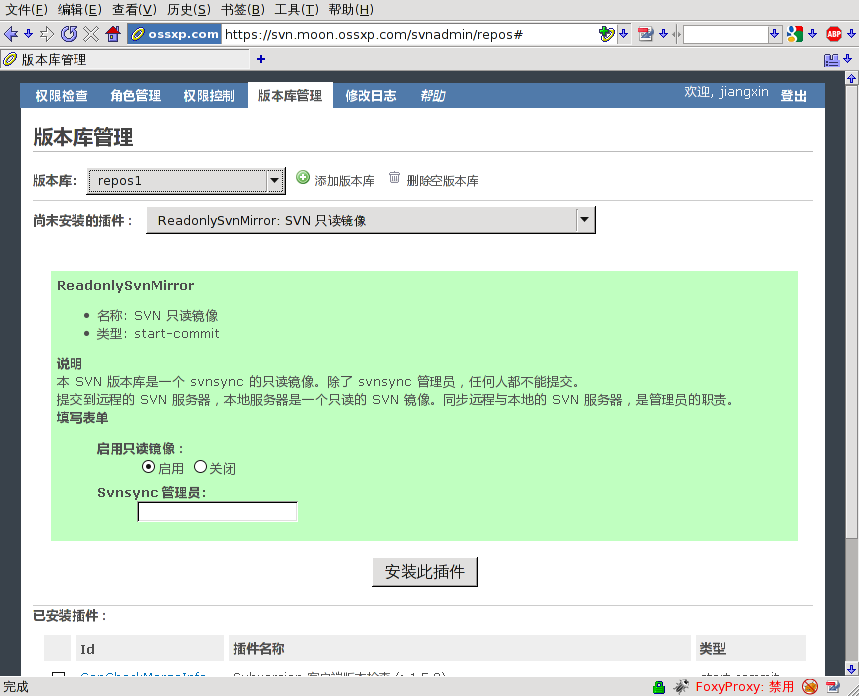 文件(F) 编辑(E) 查看(V) 历史(S) 书签(B) 工具(T) 帮助(H)
ossxp.com https://svn.moon.ossxp.com/svnadmin/repos# ABP
版本库管理
权限检查 角色管理 权限控制 版本库管理 修改日志 帮助 欢迎, jiangxin 登出
版本库管理
版本库: repos1 添加版本库 删除空版本库
尚未安装的插件： ReadonlySvnMirror: SVN 只读镜像
ReadonlySvnMirror
名称: SVN 只读镜像
类型: start-commit
说明
本 SVN 版本库是一个 svnsync 的只读镜像。除了 svnsync 管理员，任何人都不能提交。
提交到远程的 SVN 服务器，本地服务器是一个只读的 SVN 镜像。同步远程与本地的 SVN 服务器，是管理员的职责。
填写表单
启用只读镜像：
启用 关闭
Svnsync 管理员:
安装此插件
已安装插件：
Id 插件名称 类型
完成 FoxyProxy: 禁用